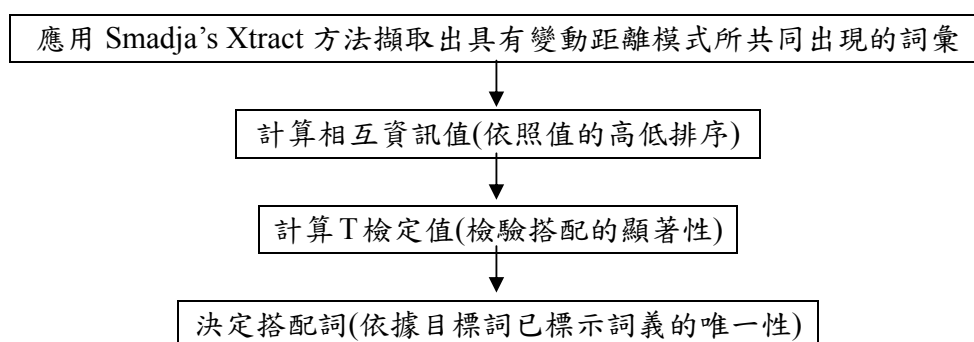 應用 Smadja's Xtract 方法擷取出具有變動距離模式所共同出現的詞彙
計算相互資訊值(依照值的高低排序)
計算 T 檢定值(檢驗搭配的顯著性)
決定搭配詞(依據目標詞已標示詞義的唯一性)